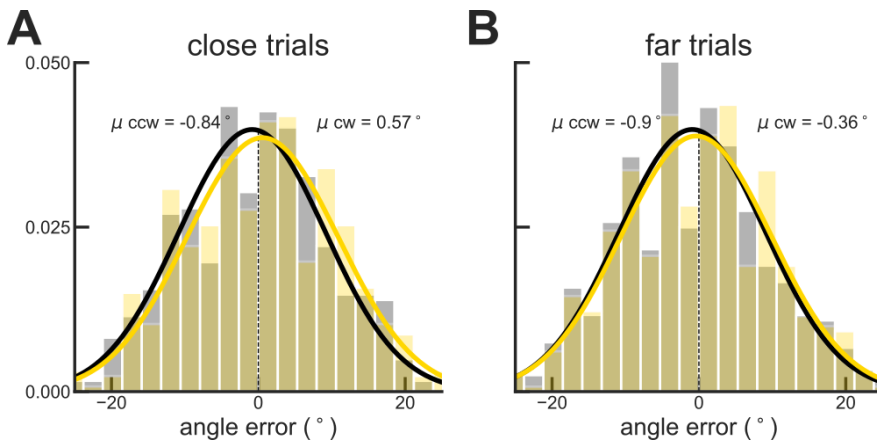 A
close trials
0.050
μ ccw = -0.84°
μ cw = 0.57°
0.025
0.000
−20
0
20
angle error ( ° )
B
far trials
μ ccw = -0.9°
μ cw = -0.36°
−20
0
20
angle error ( ° )